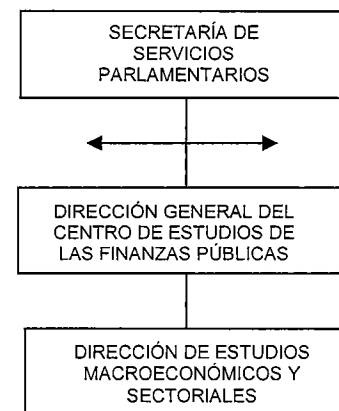 SECRETARÍA DE
SERVICIOS
PARLAMENTARIOS
DIRECCIÓN GENERAL DEL
CENTRO DE ESTUDIOS DE
LAS FINANZAS PÚBLICAS
DIRECCIÓN DE ESTUDIOS
MACROECONÓMICOS Y
SECTORIALES